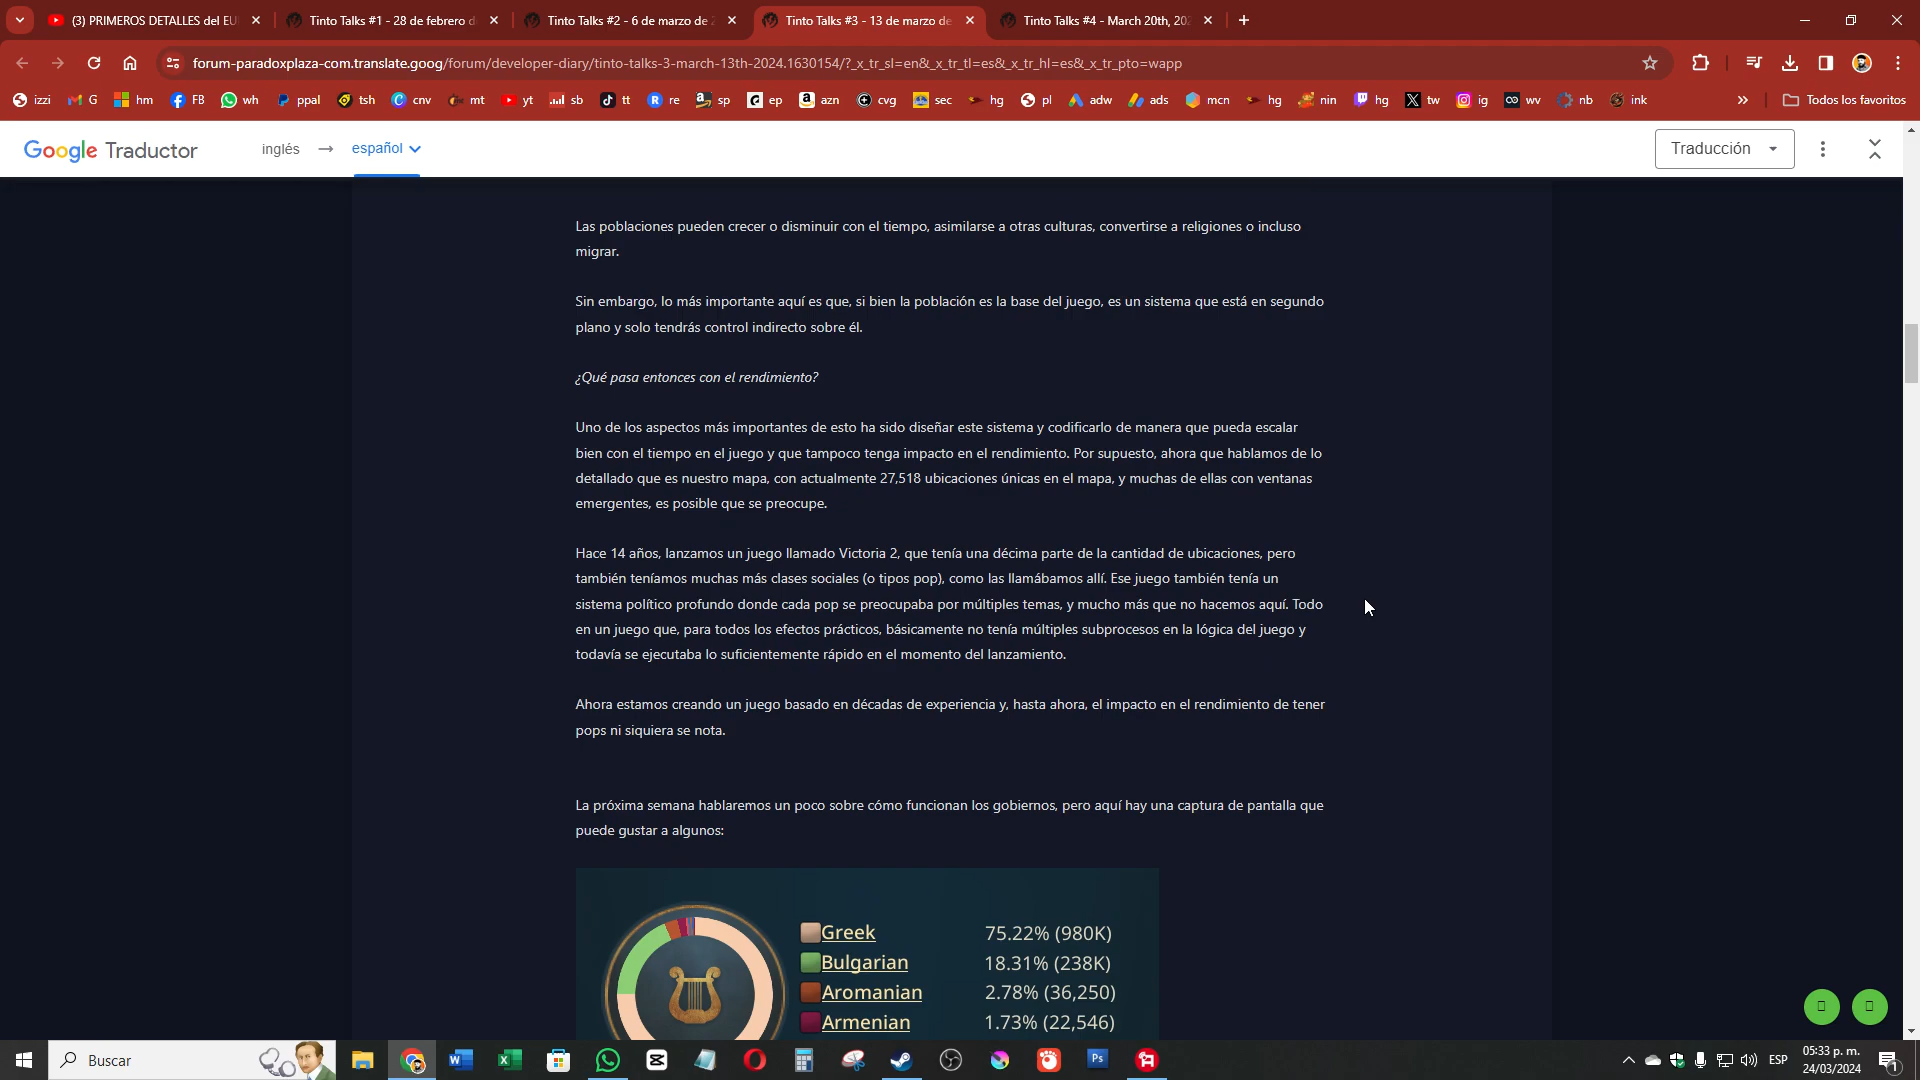 (3) PRIMEROS DETALLES del EU
Tinto Talks #1 - 28 de febrero d
Tinto Talks #2 - 6 de marzo de 2
Tinto Talks #3 - 13 de marzo de
Tinto Talks #4 - March 20th, 202
forum-paradoxplaza-com.translate.goog/forum/developer-diary/tinto-talks-3-march-13th-2024.1630154/?_x_tr_sl=en&_x_tr_tl=es&_x_tr_hl=es&_x_tr_pto=wapp
izzi G hm FB wh ppal tsh cnv mt yt sb tt re sp ep azn cvg sec hg pl adw ads mcn hg nin hg tw ig wv nb ink » Todos los favoritos
Google Traductor inglés → español Traducción
Las poblaciones pueden crecer o disminuir con el tiempo, asimilarse a otras culturas, convertirse a religiones o incluso
migrar.
Sin embargo, lo más importante aquí es que, si bien la población es la base del juego, es un sistema que está en segundo
plano y solo tendrás control indirecto sobre él.
¿Qué pasa entonces con el rendimiento?
Uno de los aspectos más importantes de esto ha sido diseñar este sistema y codificarlo de manera que pueda escalar
bien con el tiempo en el juego y que tampoco tenga impacto en el rendimiento. Por supuesto, ahora que hablamos de lo
detallado que es nuestro mapa, con actualmente 27,518 ubicaciones únicas en el mapa, y muchas de ellas con ventanas
emergentes, es posible que se preocupe.
Hace 14 años, lanzamos un juego llamado Victoria 2, que tenía una décima parte de la cantidad de ubicaciones, pero
también teníamos muchas más clases sociales (o tipos pop), como las llamábamos allí. Ese juego también tenía un
sistema político profundo donde cada pop se preocupaba por múltiples temas, y mucho más que no hacemos aquí. Todo
en un juego que, para todos los efectos prácticos, básicamente no tenía múltiples subprocesos en la lógica del juego y
todavía se ejecutaba lo suficientemente rápido en el momento del lanzamiento.
Ahora estamos creando un juego basado en décadas de experiencia y, hasta ahora, el impacto en el rendimiento de tener
pops ni siquiera se nota.
La próxima semana hablaremos un poco sobre cómo funcionan los gobiernos, pero aquí hay una captura de pantalla que
puede gustar a algunos:
Greek 75.22% (980K)
Bulgarian 18.31% (238K)
Aromanian 2.78% (36,250)
Armenian 1.73% (22,546)
Buscar
Ps
ESP
05:33 p. m.
24/03/2024
1